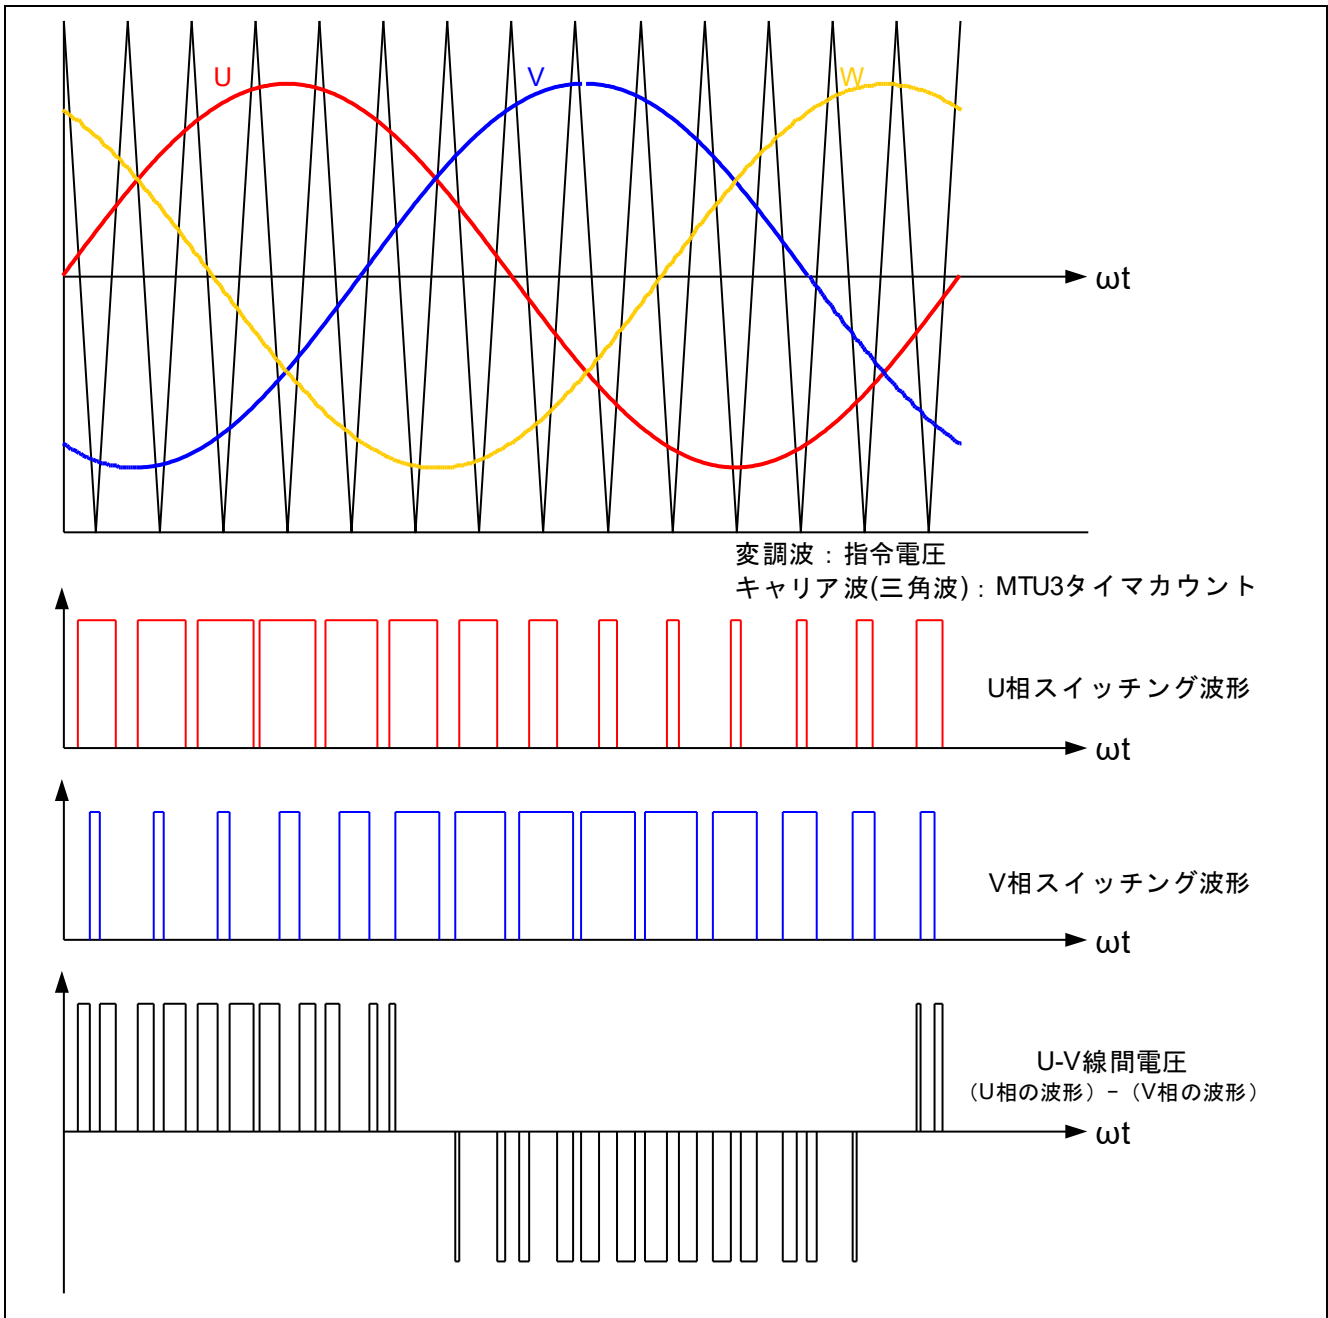 U
V
W
ωt
変調波：指令電圧
キャリア波(三角波)：MTU3タイマカウント
U相スイッチング波形
ωt
V相スイッチング波形
ωt
U-V線間電圧
（U相の波形）－（V相の波形）
ωt